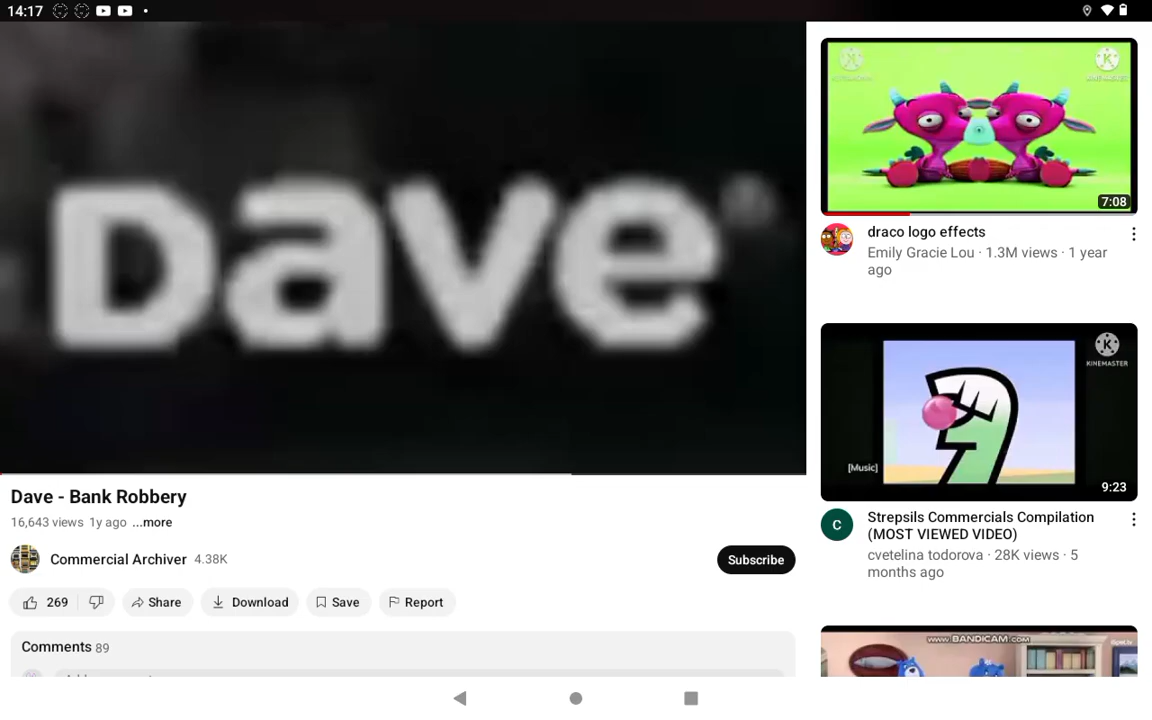 14:17
Dave
KINEMASTER
7:08
draco logo effects
Emily Gracie Lou · 1.3M views · 1 year
ago
KINEMASTER
[Music]
9:23
Strepsils Commercials Compilation
(MOST VIEWED VIDEO)
cvetelina todorova · 28K views · 5
months ago
C
WWW.BANDICAM.COM
Dave - Bank Robbery
16,643 views 1y ago ...more
Commercial Archiver 4.38K
Subscribe
269
Share
Download
Save
Report
Comments 89